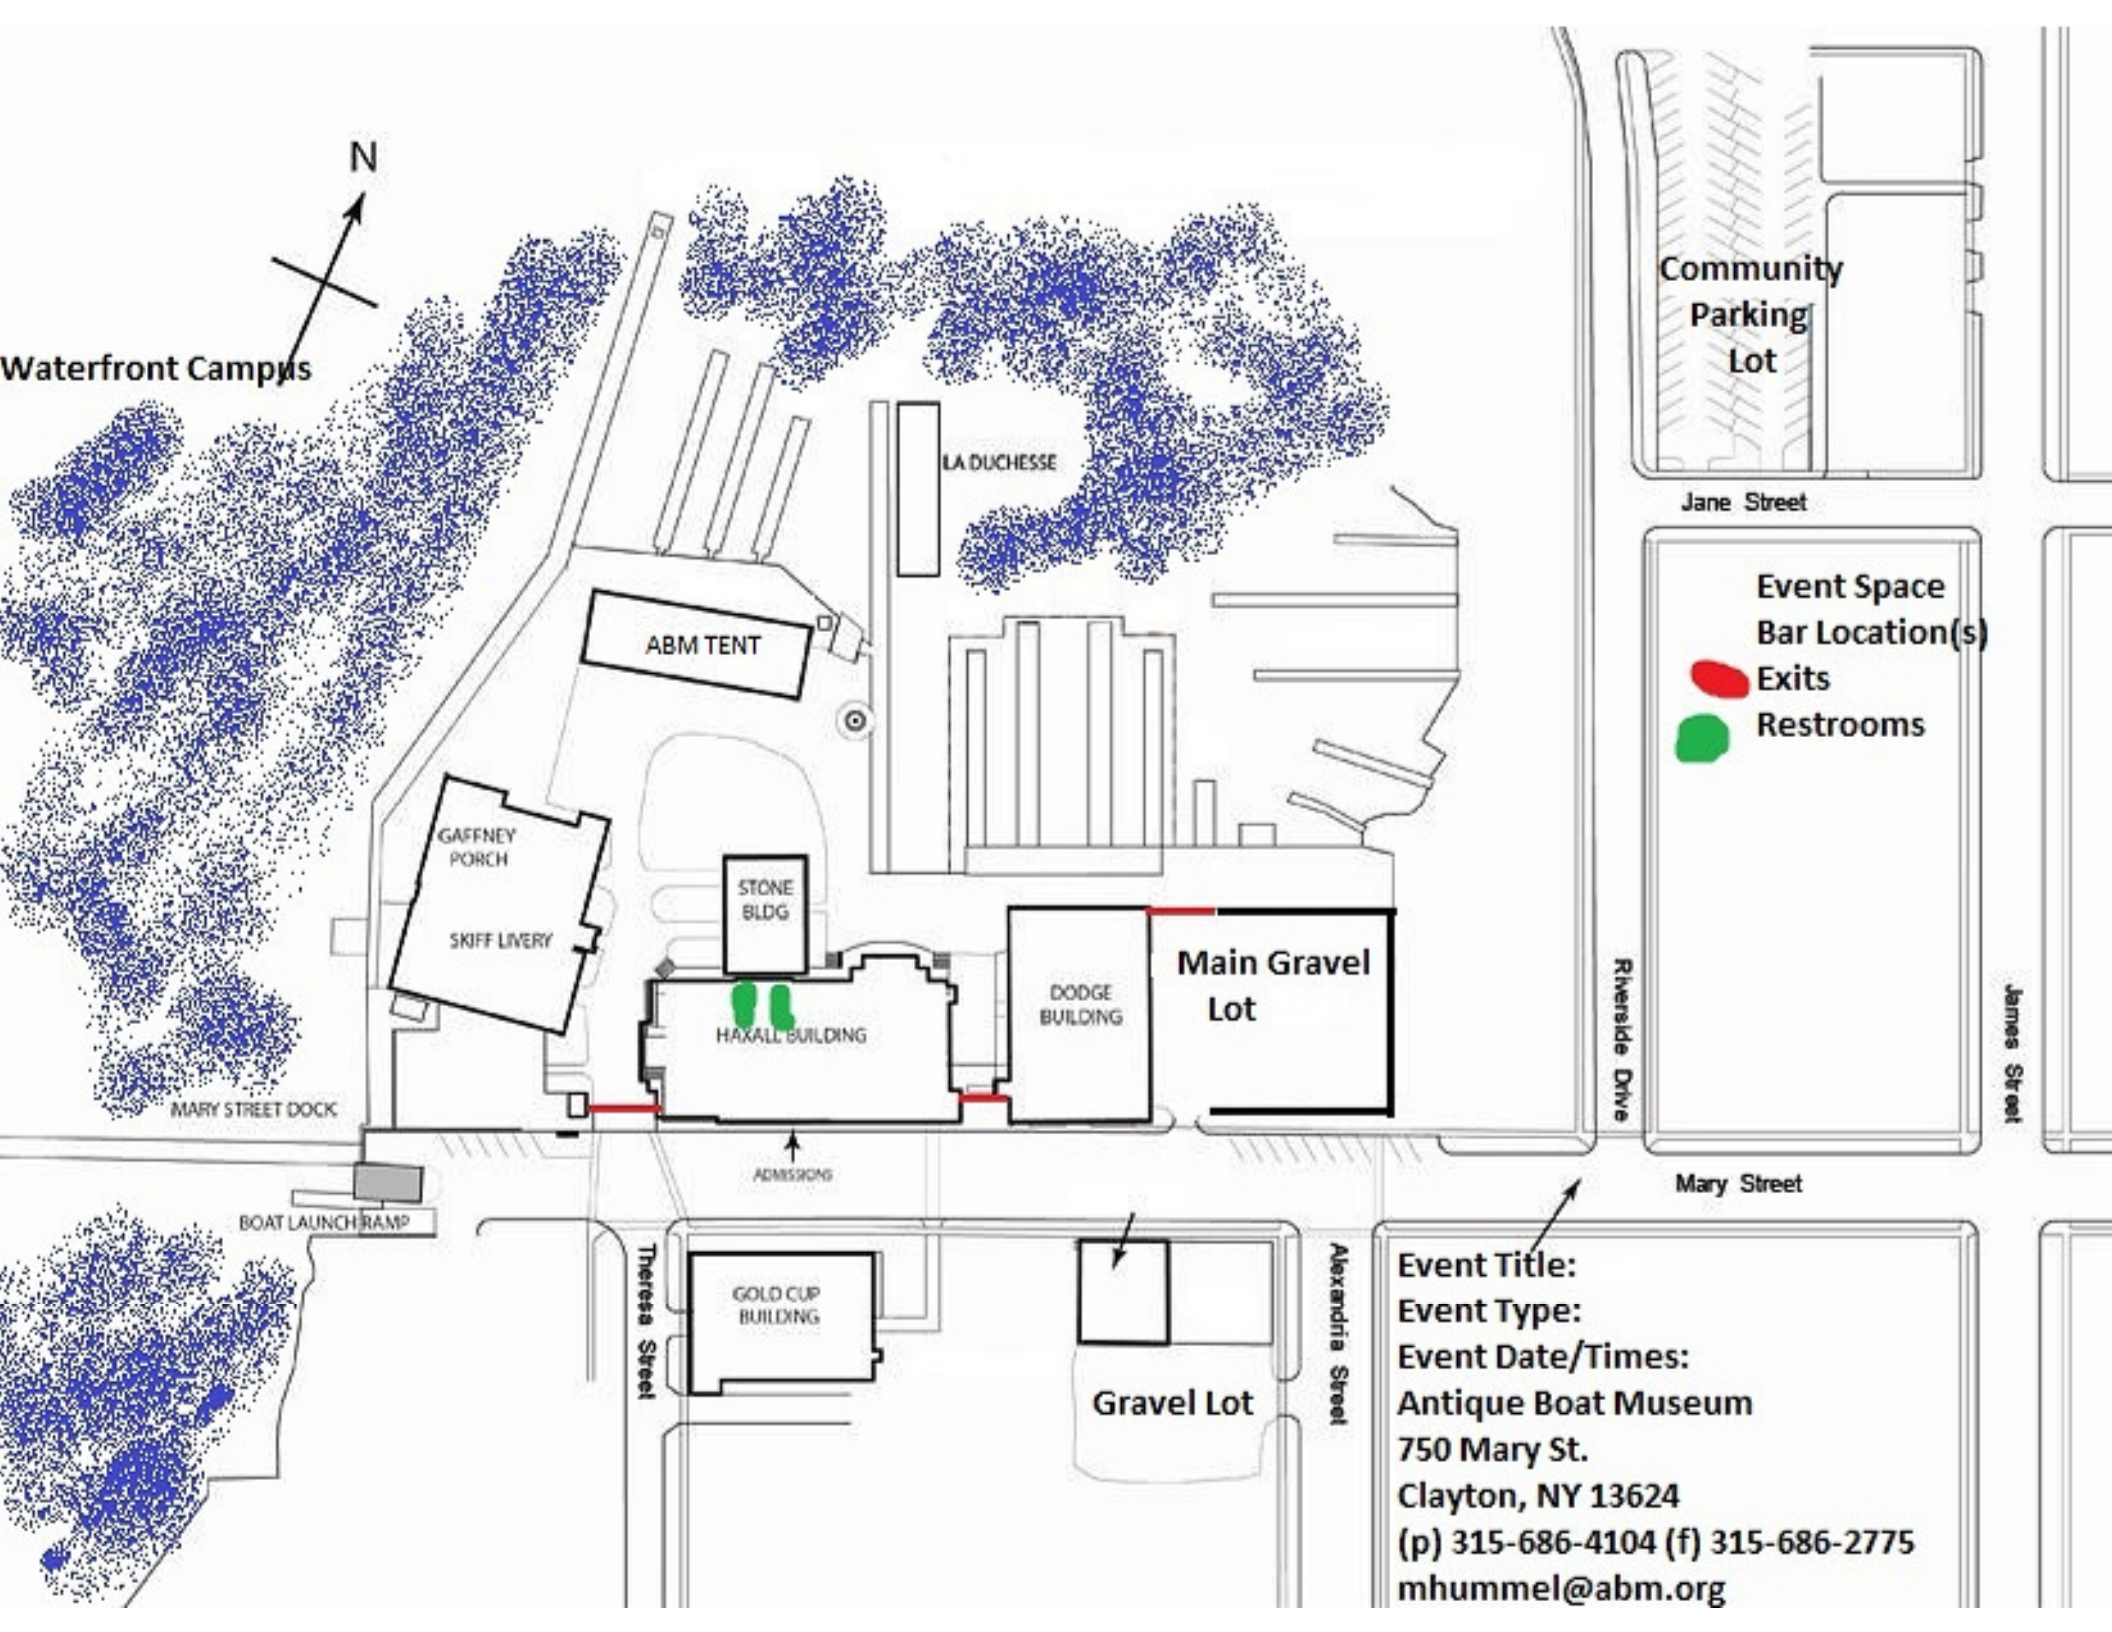 N
Waterfront Campus
Community
Parking
Lot
LA DUCHESSE
Jane Street
Event Space
Bar Location(s)
Exits
Restrooms
ABM TENT
GAFFNEY
PORCH
SKIFF LIVERY
STONE
BLDG
HAXALL BUILDING
DODGE
BUILDING
Main Gravel
Lot
Riverside Drive
James Street
MARY STREET DOCK
ADMISSIONS
Mary Street
BOAT LAUNCH RAMP
Theresa Street
GOLD CUP
BUILDING
Gravel Lot
Alexandria Street
Event Title:
Event Type:
Event Date/Times:
Antique Boat Museum
750 Mary St.
Clayton, NY 13624
(p) 315-686-4104 (f) 315-686-2775
mhummel@abm.org